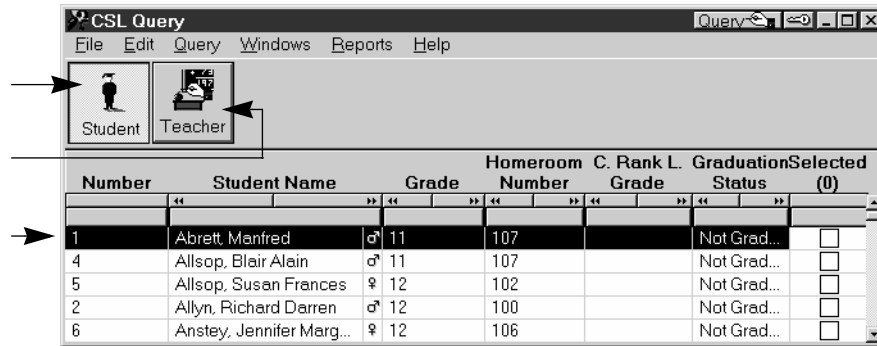 CSL Query Query
File Edit Query Windows Reports Help
Student Teacher
Number Student Name Grade Homeroom Number C. Rank L. Grade Graduation Status Selected (0)
1 Abrett, Manfred ♂ 11 107 Not Grad...
4 Allsop, Blair Alain ♂ 11 107 Not Grad...
5 Allsop, Susan Frances ♀ 12 102 Not Grad...
2 Allyn, Richard Darren ♂ 12 100 Not Grad...
6 Anstey, Jennifer Marg... ♀ 12 106 Not Grad...